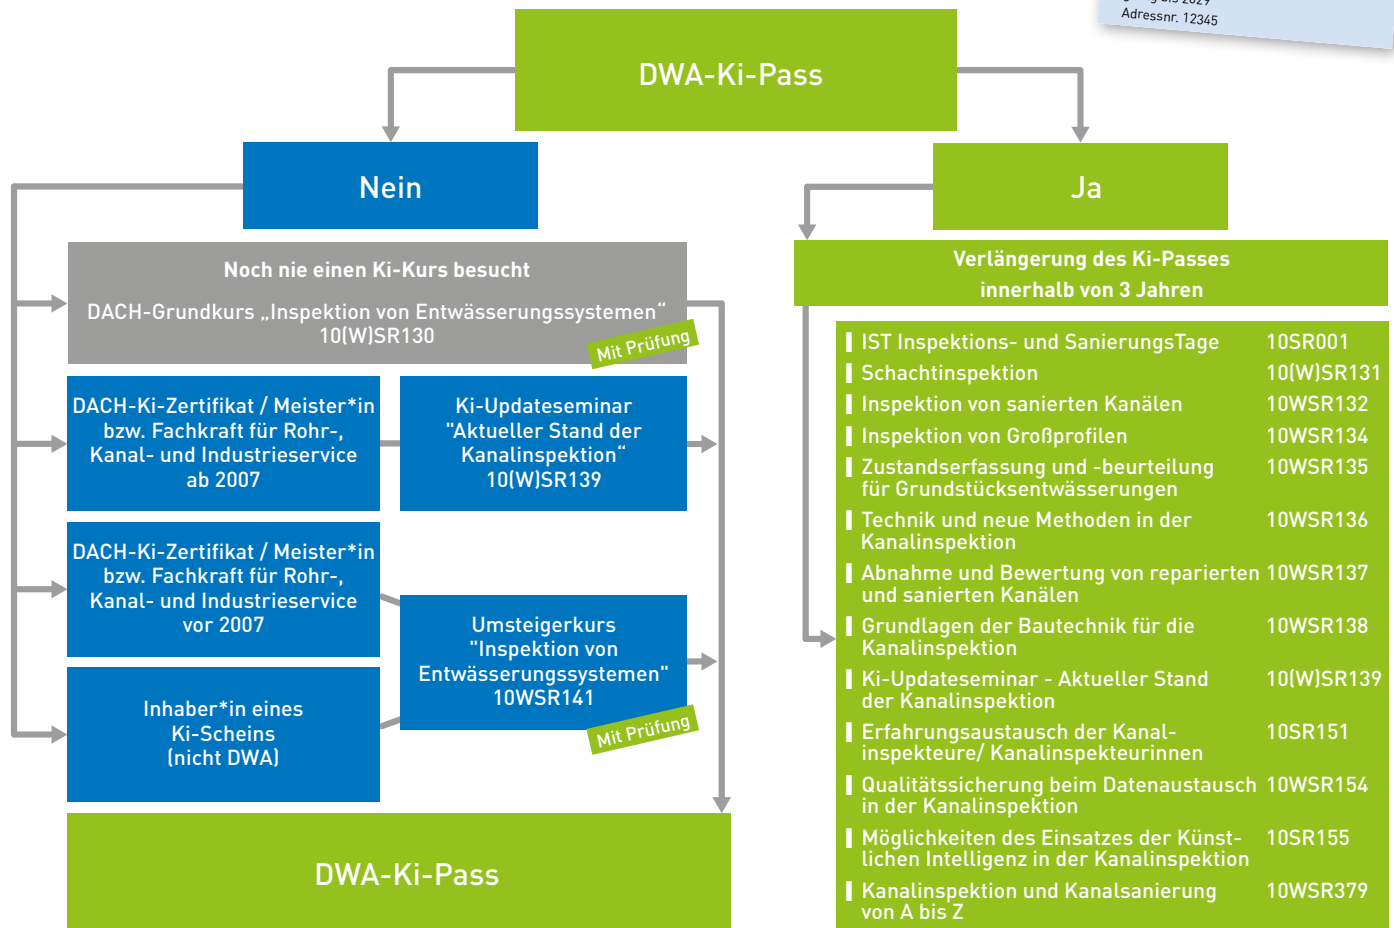 Adressnr. 12345
DWA-Ki-Pass
Nein
Ja
Noch nie einen Ki-Kurs besucht
DACH-Grundkurs „Inspektion von Entwässerungssystemen“
10(W)SR130
Mit Prüfung
DACH-Ki-Zertifikat / Meister*in
bzw. Fachkraft für Rohr-,
Kanal- und Industrieservice
ab 2007
Ki-Updateseminar
"Aktueller Stand der
Kanalinspektion“
10(W)SR139
DACH-Ki-Zertifikat / Meister*in
bzw. Fachkraft für Rohr-,
Kanal- und Industrieservice
vor 2007
Umsteigerkurs
"Inspektion von
Entwässerungssystemen"
10WSR141
Mit Prüfung
Inhaber*in eines
Ki-Scheins
(nicht DWA)
DWA-Ki-Pass
Verlängerung des Ki-Passes
innerhalb von 3 Jahren
IST Inspektions- und SanierungsTage 10SR001
Schachtinspektion 10(W)SR131
Inspektion von sanierten Kanälen 10WSR132
Inspektion von Großprofilen 10WSR134
Zustandserfassung und -beurteilung 10WSR135
für Grundstücksentwässerungen
Technik und neue Methoden in der 10WSR136
Kanalinspektion
Abnahme und Bewertung von reparierten 10WSR137
und sanierten Kanälen
Grundlagen der Bautechnik für die 10WSR138
Kanalinspektion
Ki-Updateseminar - Aktueller Stand 10(W)SR139
der Kanalinspektion
Erfahrungsaustausch der Kanal- 10SR151
inspekteure/ Kanalinspekteurinnen
Qualitätssicherung beim Datenaustausch 10WSR154
in der Kanalinspektion
Möglichkeiten des Einsatzes der Künst- 10SR155
lichen Intelligenz in der Kanalinspektion
Kanalinspektion und Kanalsanierung 10WSR379
von A bis Z